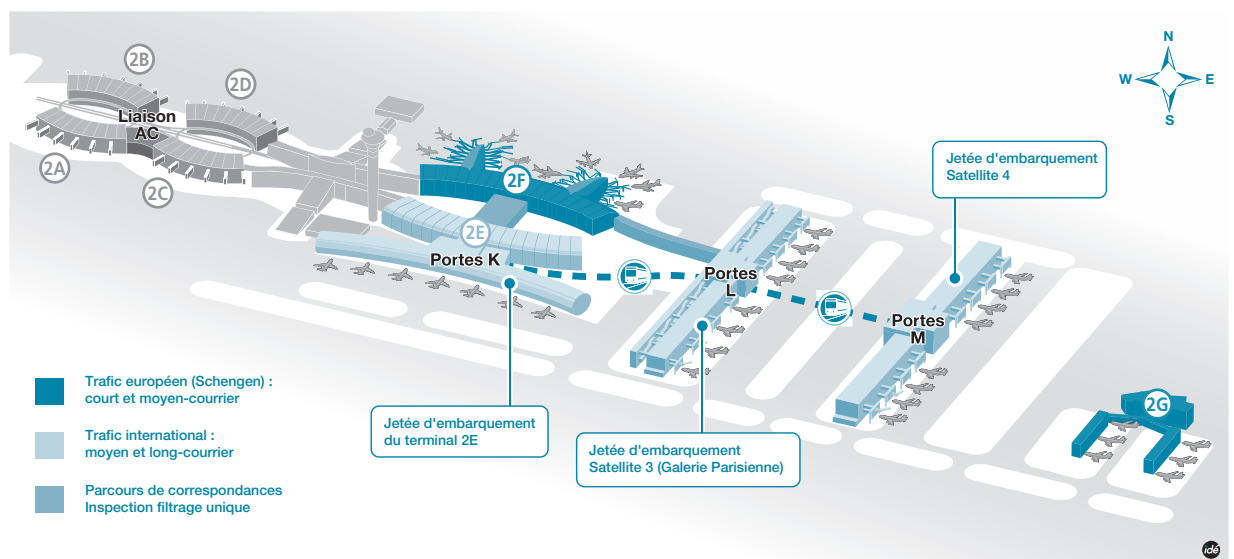 2B
2D
Liaison
AC
2A
2C
2F
2E
Portes K
Portes
L
Portes
M
2G
N
W
E
S
Jetée d'embarquement
Satellite 4
Jetée d'embarquement
du terminal 2E
Jetée d'embarquement
Satellite 3 (Galerie Parisienne)
Trafic européen (Schengen) :
court et moyen-courrier
Trafic international :
moyen et long-courrier
Parcours de correspondances
Inspection filtrage unique
idé